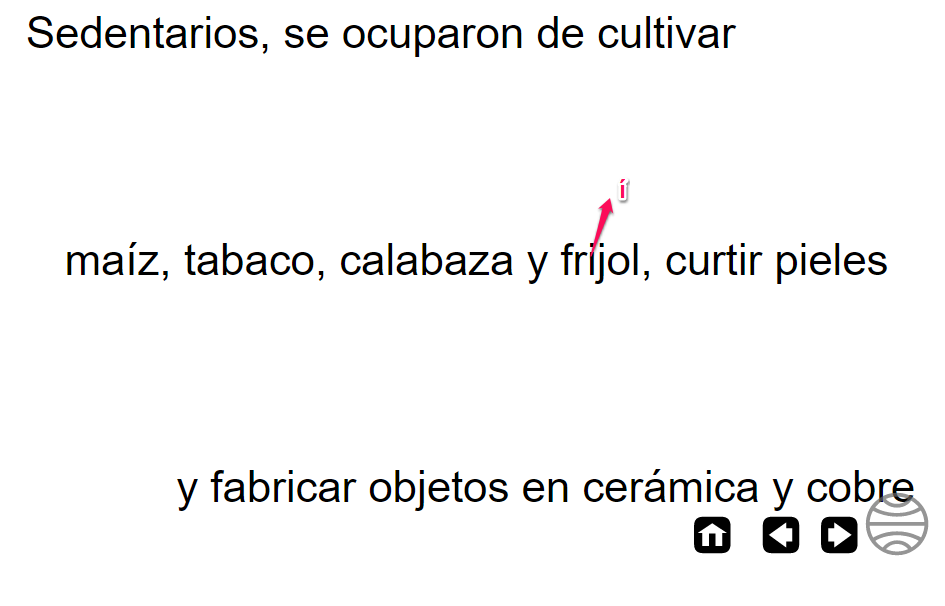 Sedentarios, se ocuparon de cultivar
í
maíz, tabaco, calabaza y frijol, curtir pieles
y fabricar objetos en cerámica y cobre